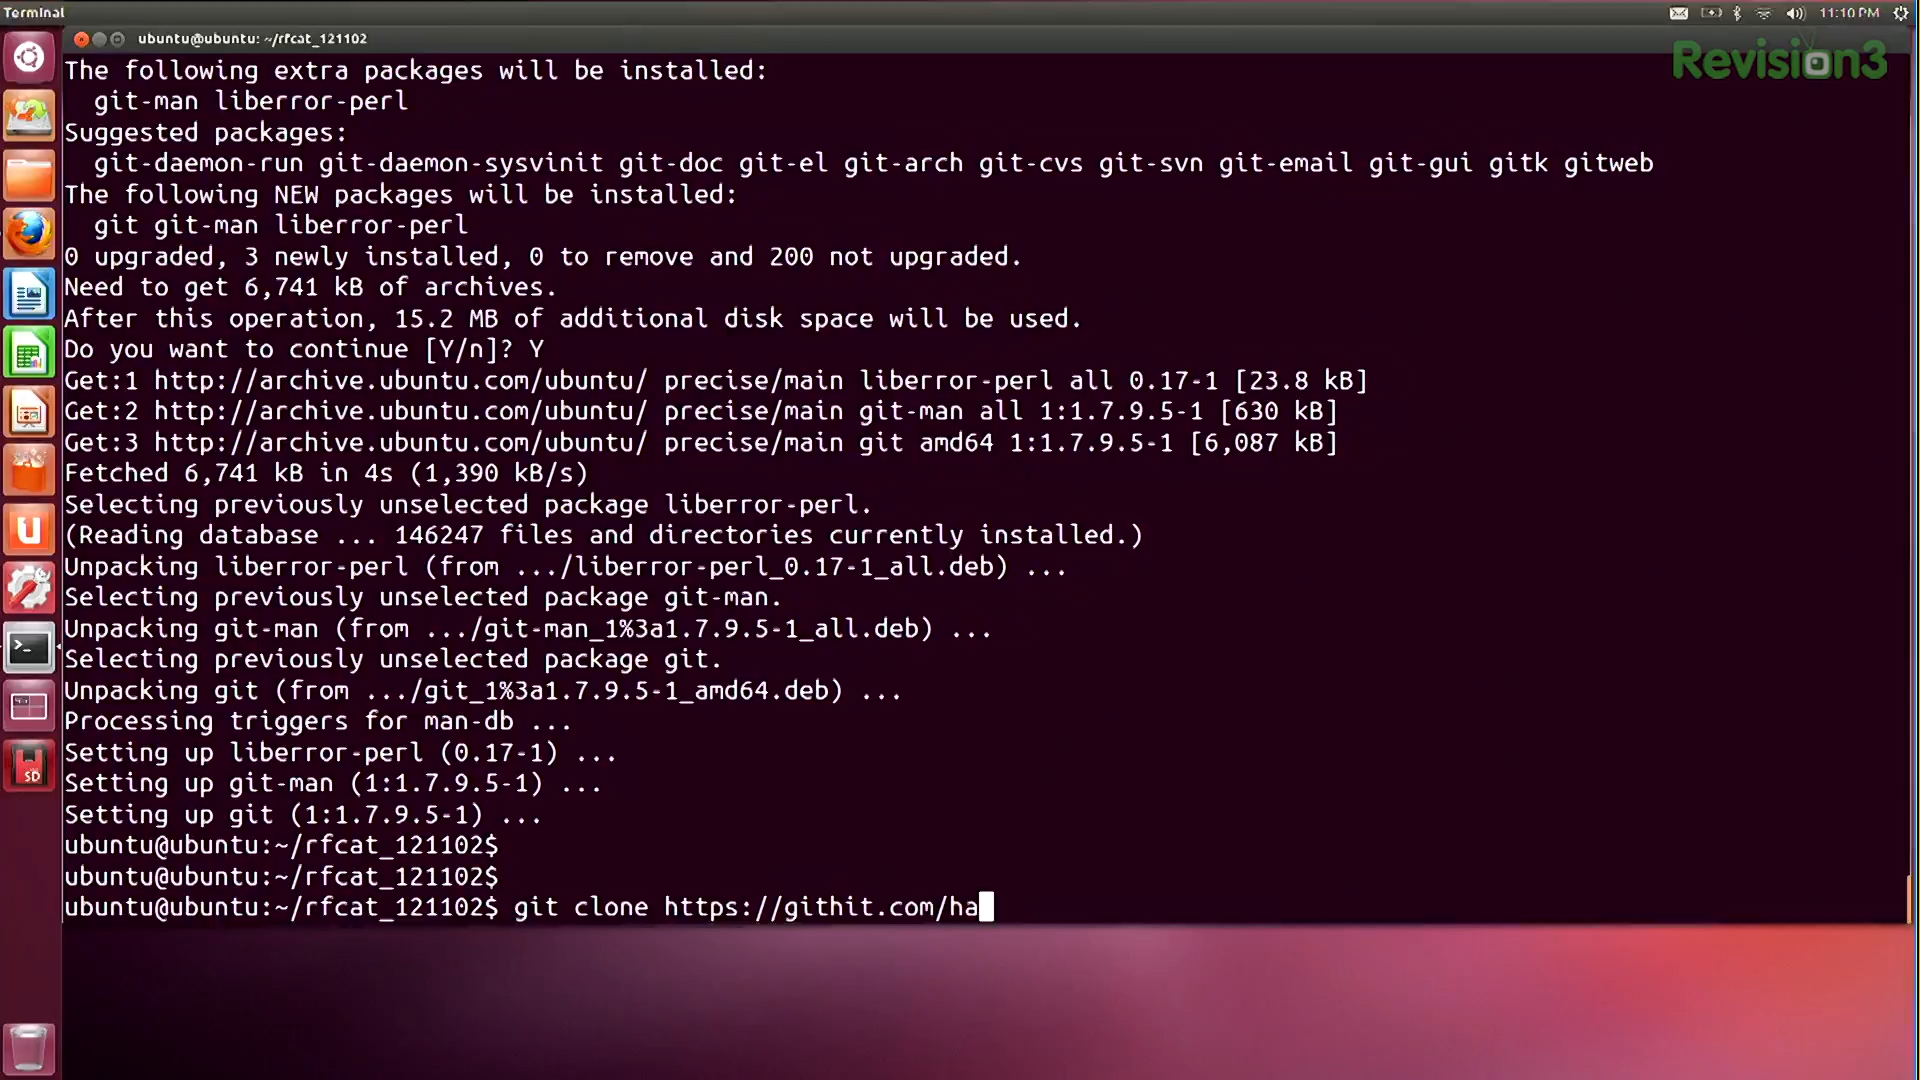 Terminal
11:10 PM
ubuntu@ubuntu: ~/rfcat_121102
Revision3
The following extra packages will be installed:
git-man liberror-perl
Suggested packages:
git-daemon-run git-daemon-sysvinit git-doc git-el git-arch git-cvs git-svn git-email git-gui gitk gitweb
The following NEW packages will be installed:
git git-man liberror-perl
0 upgraded, 3 newly installed, 0 to remove and 200 not upgraded.
Need to get 6,741 kB of archives.
After this operation, 15.2 MB of additional disk space will be used.
Do you want to continue [Y/n]? Y
Get:1 http://archive.ubuntu.com/ubuntu/ precise/main liberror-perl all 0.17-1 [23.8 kB]
Get:2 http://archive.ubuntu.com/ubuntu/ precise/main git-man all 1:1.7.9.5-1 [630 kB]
Get:3 http://archive.ubuntu.com/ubuntu/ precise/main git amd64 1:1.7.9.5-1 [6,087 kB]
Fetched 6,741 kB in 4s (1,390 kB/s)
Selecting previously unselected package liberror-perl.
(Reading database ... 146247 files and directories currently installed.)
Unpacking liberror-perl (from .../liberror-perl_0.17-1_all.deb) ...
Selecting previously unselected package git-man.
Unpacking git-man (from .../git-man_1%3a1.7.9.5-1_all.deb) ...
Selecting previously unselected package git.
Unpacking git (from .../git_1%3a1.7.9.5-1_amd64.deb) ...
Processing triggers for man-db ...
Setting up liberror-perl (0.17-1) ...
Setting up git-man (1:1.7.9.5-1) ...
Setting up git (1:1.7.9.5-1) ...
ubuntu@ubuntu:~/rfcat_121102$
ubuntu@ubuntu:~/rfcat_121102$
ubuntu@ubuntu:~/rfcat_121102$ git clone https://githit.com/ha
SD